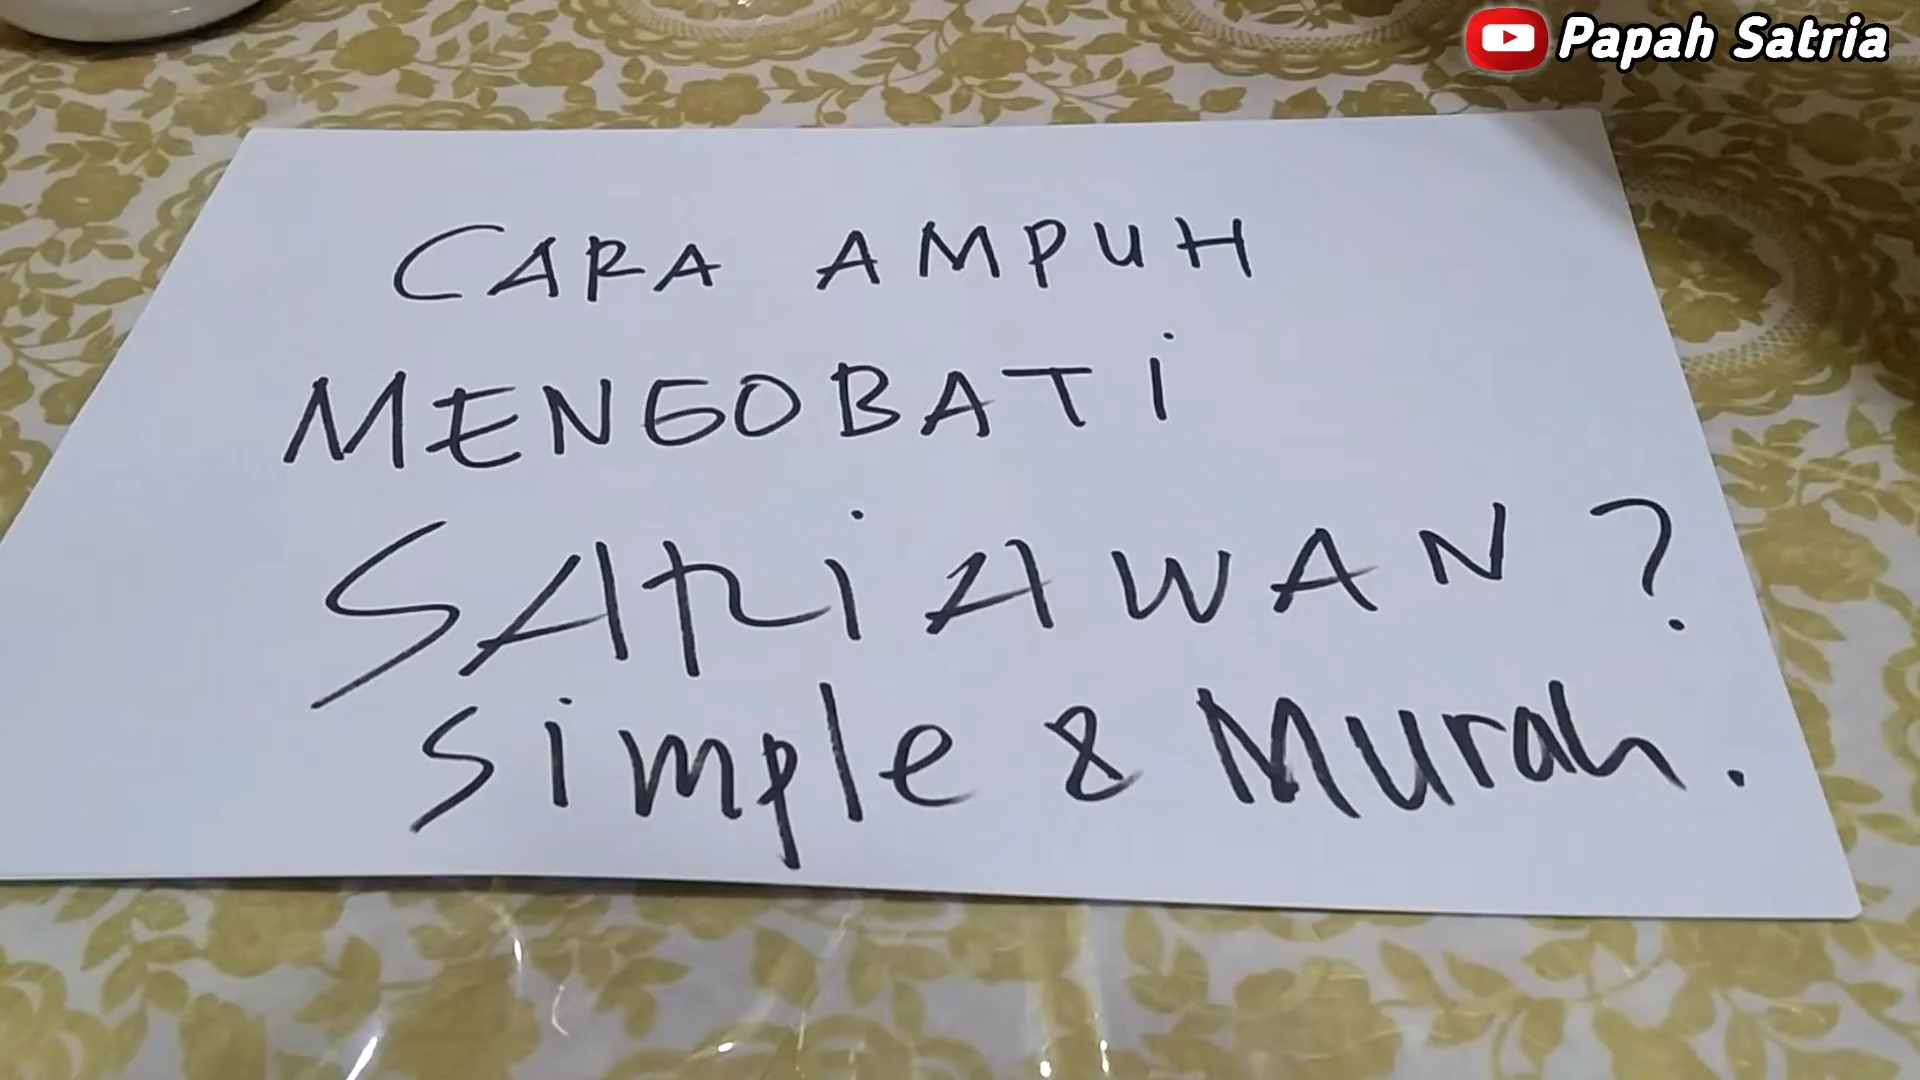 Papah Satria
CARA AMPUH
MENGOBATi
SARiAWAN?
Simple & Murah.